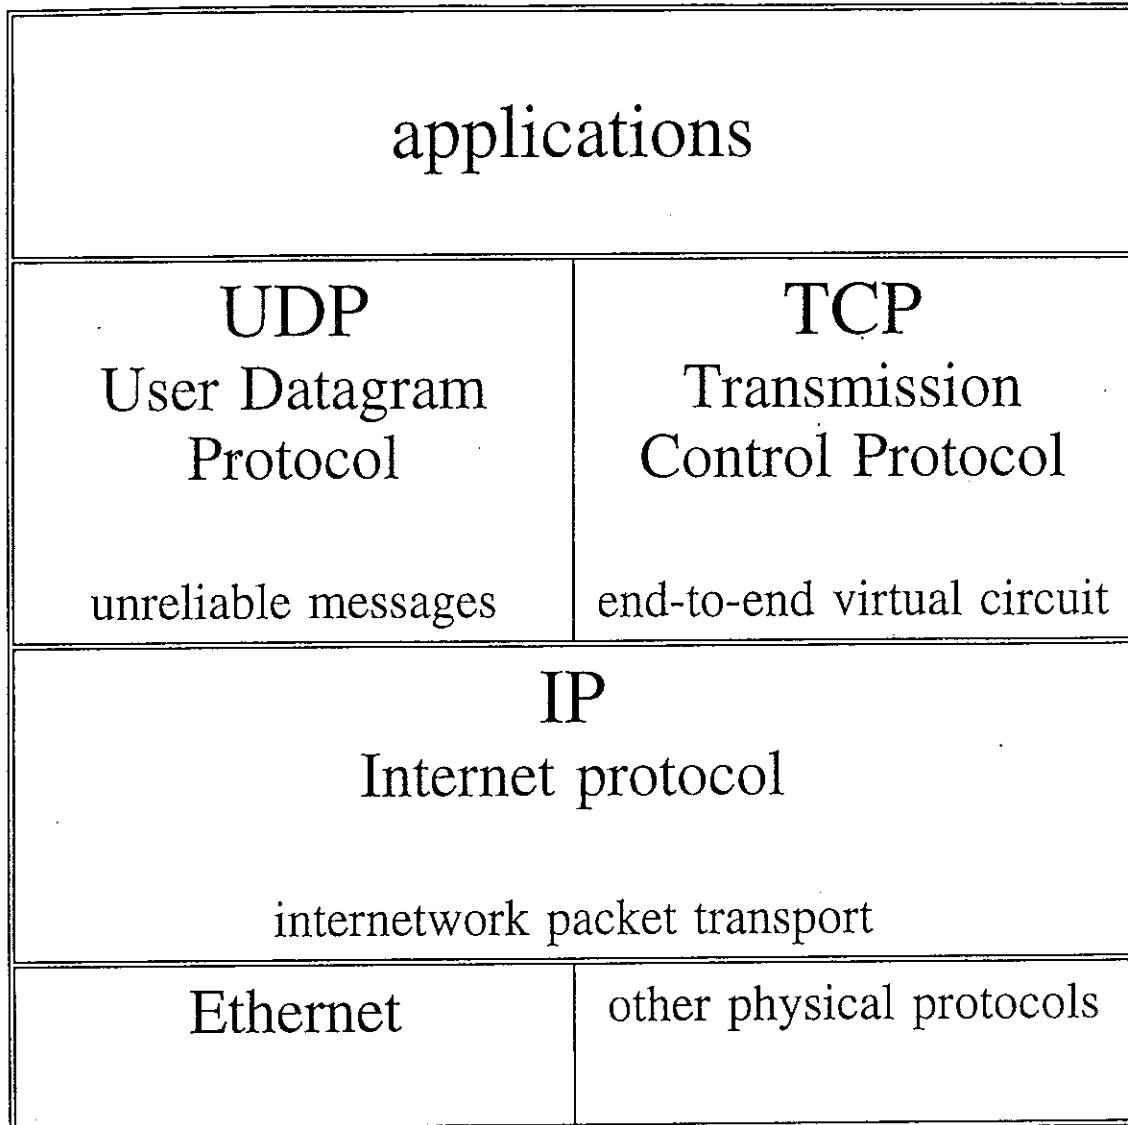 applications
UDP
User Datagram
Protocol
unreliable messages
TCP
Transmission
Control Protocol
end-to-end virtual circuit
IP
Internet protocol
internetwork packet transport
Ethernet
other physical protocols